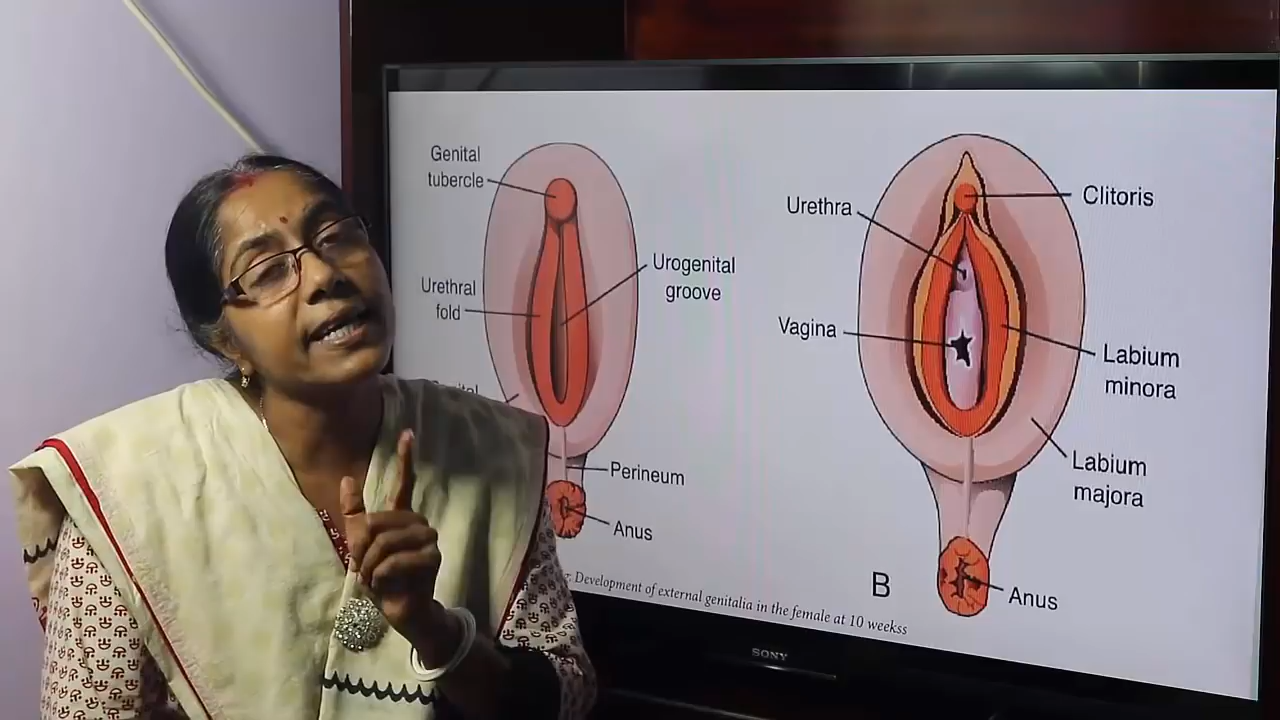 Genital
tubercle
Urethral
fold
Urogenital
groove
Perineum
Anus
Urethra
Vagina
Clitoris
Labium
minora
Labium
majora
Anus
B
Development of external genitalia in the female at 10 weekss
SONY